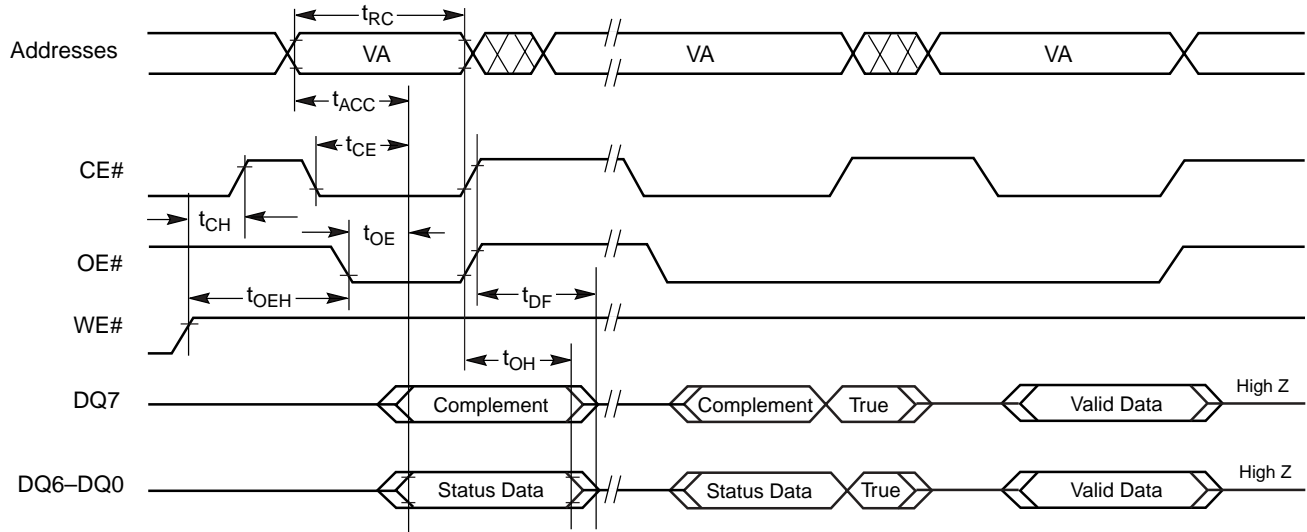 tRC
Addresses VA VA VA
tACC
tCE
CE#
tCH tOE
OE#
tOEH tDF
WE#
tOH
DQ7 Complement Complement True Valid Data High Z
DQ6–DQ0 Status Data Status Data True Valid Data High Z